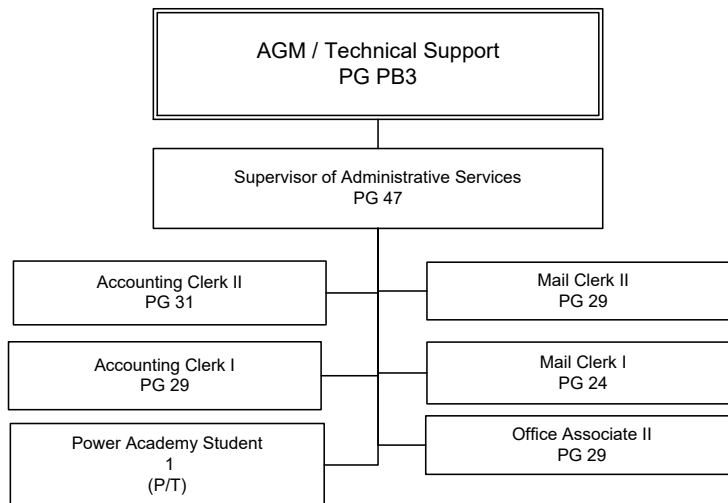 AGM / Technical Support
PG PB3
Supervisor of Administrative Services
PG 47
Accounting Clerk II
PG 31
Mail Clerk II
PG 29
Accounting Clerk I
PG 29
Mail Clerk I
PG 24
Power Academy Student
1
(P/T)
Office Associate II
PG 29